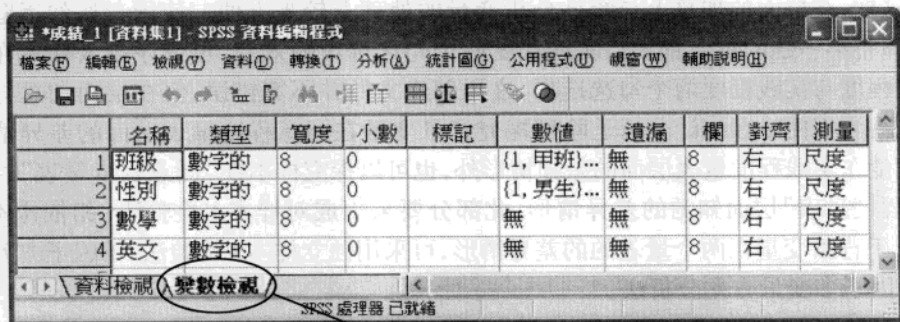 *成績_1 [資料集1] - SPSS 資料編輯程式
檔案(F) 編輯(E) 檢視(V) 資料(D) 轉換(T) 分析(A) 統計圖(G) 公用程式(U) 視窗(W) 輔助說明(H)
名稱 類型 寬度 小數 標記 數值 遺漏 欄 對齊 測量
1 班級 數字的 8 0 {1, 甲班}... 無 8 右 尺度
2 性別 數字的 8 0 {1, 男生}... 無 8 右 尺度
3 數學 數字的 8 0 無 無 8 右 尺度
4 英文 數字的 8 0 無 無 8 右 尺度
資料檢視 變數檢視
SPSS 處理器 已就緒